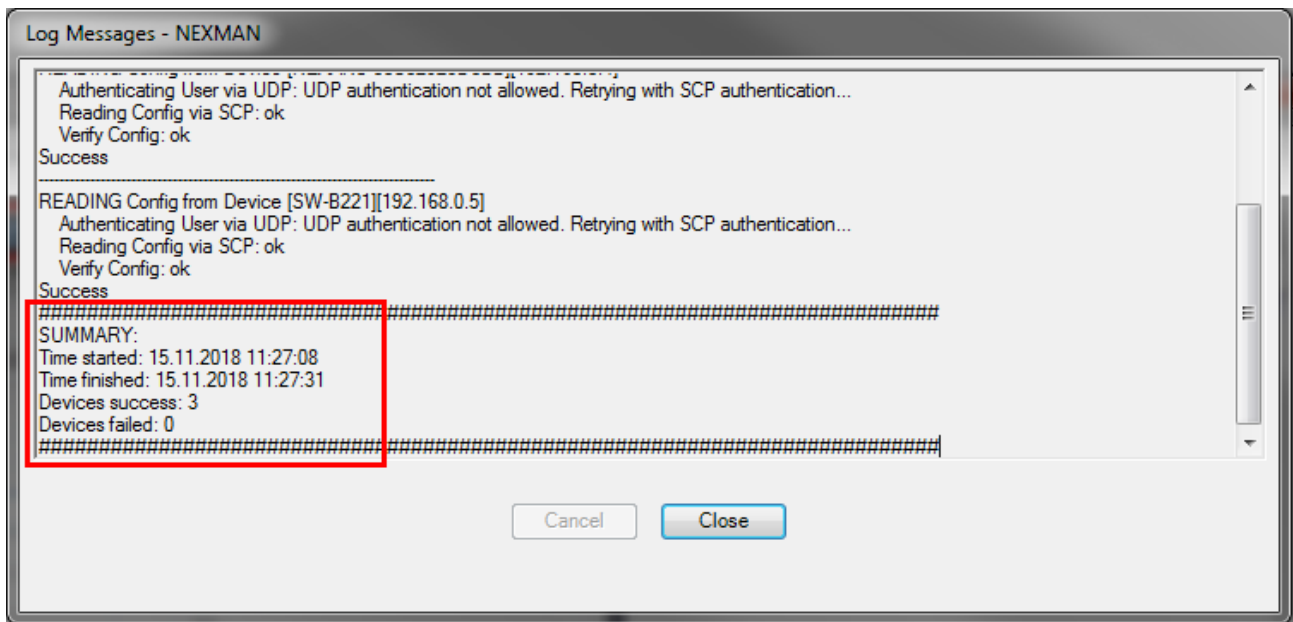 Log Messages - NEXMAN
Authenticating User via UDP: UDP authentication not allowed. Retrying with SCP authentication...
Reading Config via SCP: ok
Verify Config: ok
Success
--------------------------------------------------------------------------------
READING Config from Device [SW-B221][192.168.0.5]
Authenticating User via UDP: UDP authentication not allowed. Retrying with SCP authentication...
Reading Config via SCP: ok
Verify Config: ok
Success
###########################################################################
SUMMARY:
Time started: 15.11.2018 11:27:08
Time finished: 15.11.2018 11:27:31
Devices success: 3
Devices failed: 0
###########################################################################
Cancel Close